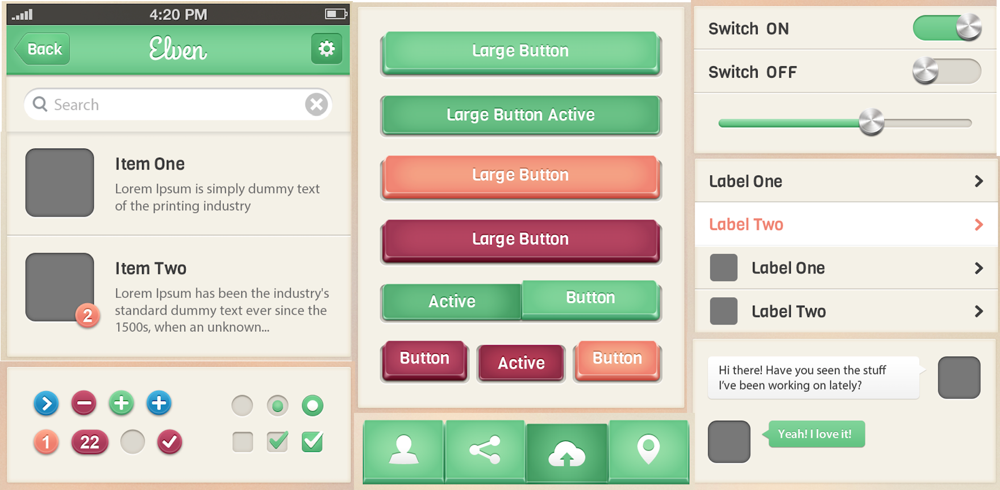 4:20 PM
Back
Elven
Search
Item One
Lorem Ipsum is simply dummy text
of the printing industry
Item Two
2
Lorem Ipsum has been the industry's
standard dummy text ever since the
1500s, when an unknown...
1
22
Large Button
Large Button Active
Large Button
Large Button
Active
Button
Button
Active
Button
Switch ON
Switch OFF
Label One
Label Two
Label One
Label Two
Hi there! Have you seen the stuff
I've been working on lately?
Yeah! I love it!